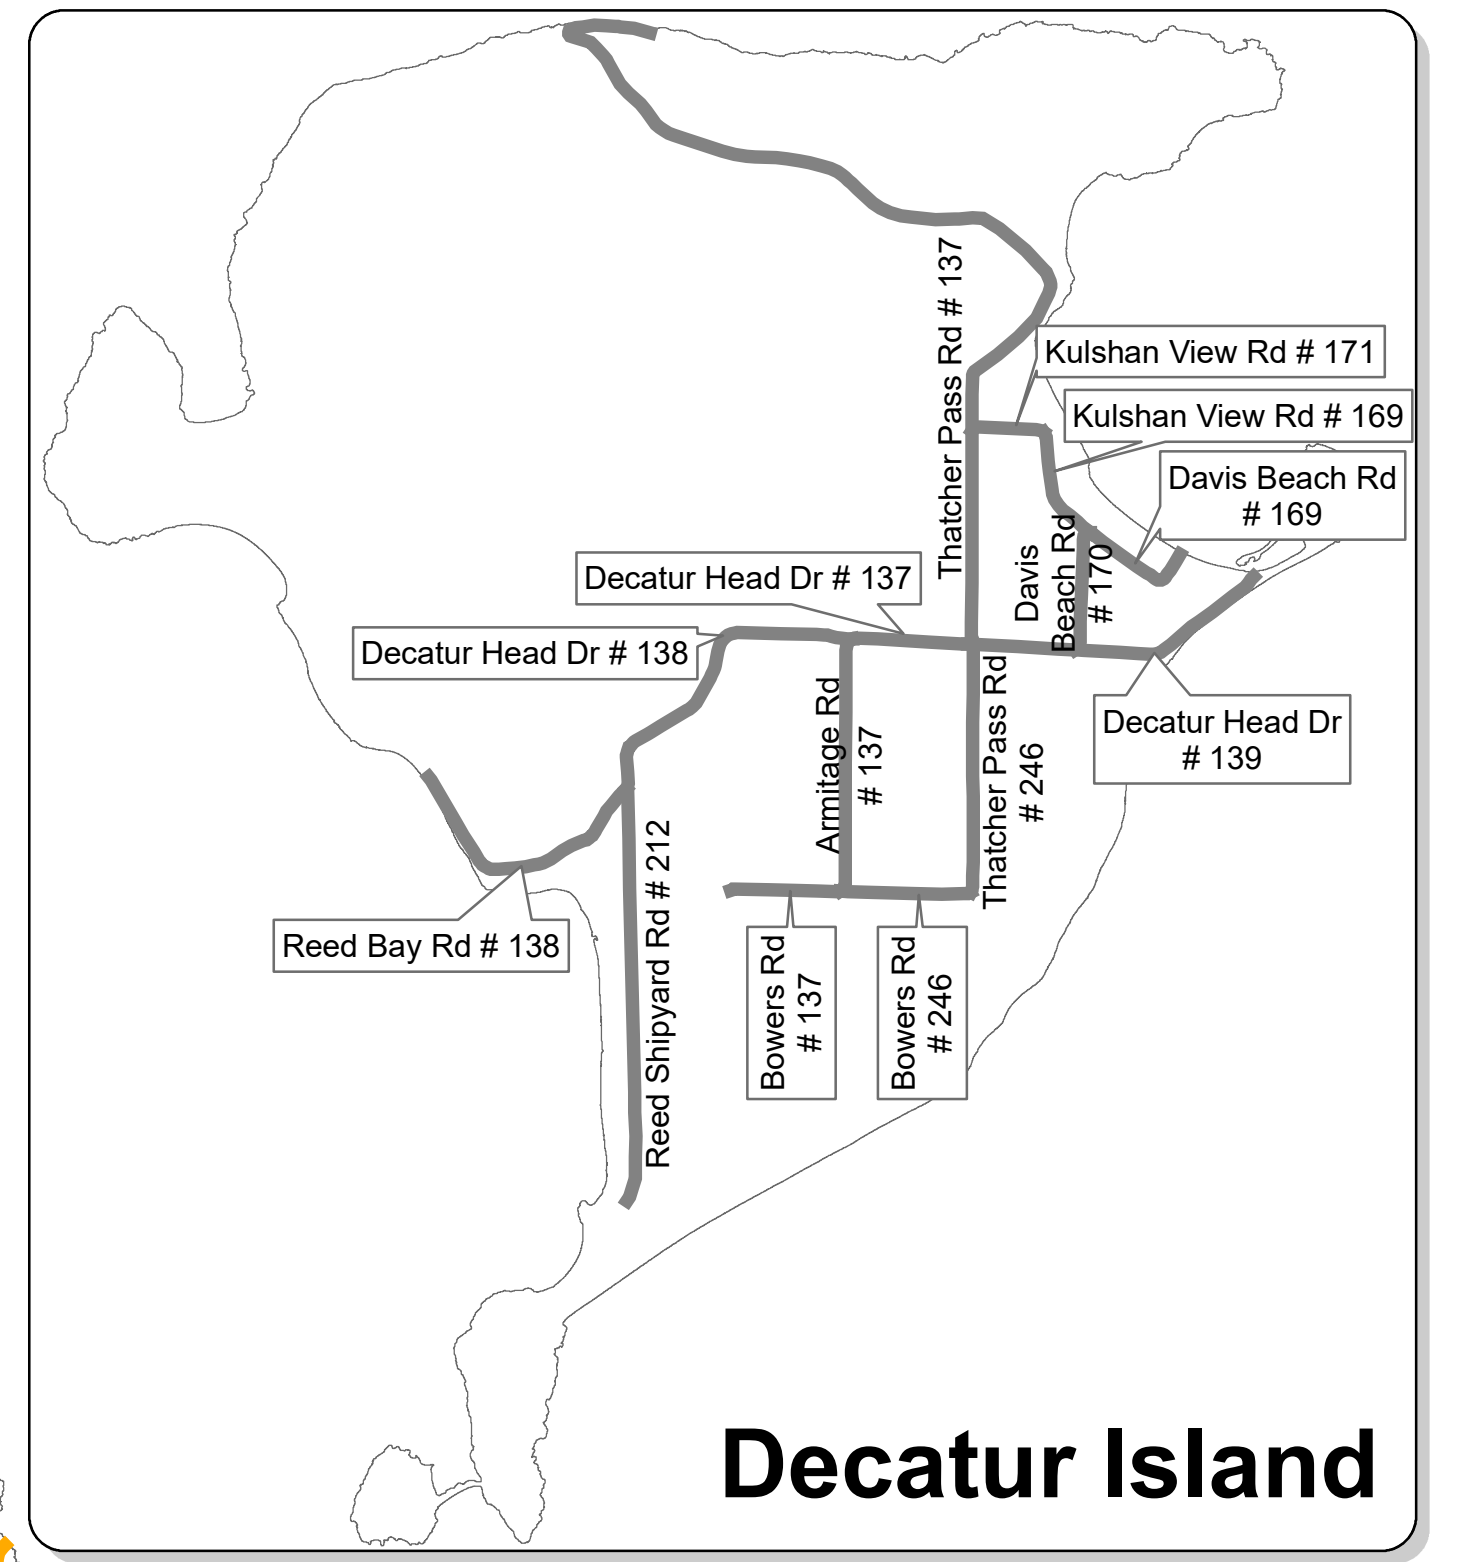 Thatcher Pass Rd # 137
Kulshan View Rd # 171
Kulshan View Rd # 169
Davis Beach Rd
# 169
Davis
Beach Rd
# 170
Decatur Head Dr # 137
Decatur Head Dr # 138
Armitage Rd
# 137
Thatcher Pass Rd
# 246
Decatur Head Dr
# 139
Reed Bay Rd # 138
Reed Shipyard Rd # 212
Bowers Rd
# 137
Bowers Rd
# 246
Decatur Island